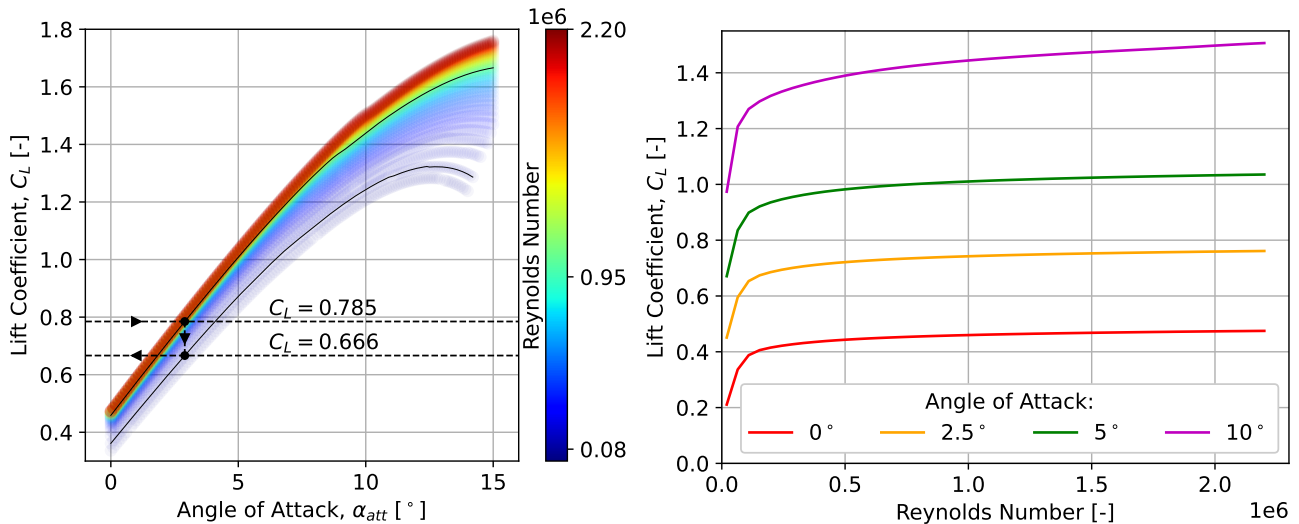 1e6
1.8
1.6
1.4
1.2
1.0
0.8
0.6
0.4
Lift Coefficient, C_L [-]
C_L = 0.785
C_L = 0.666
0
5
10
15
Angle of Attack, α_att [°]
2.20
0.95
0.08
Reynolds Number
1.4
1.2
1.0
0.8
0.6
0.4
0.2
0.0
Lift Coefficient, C_L [-]
Angle of Attack:
0° 2.5° 5° 10°
0.0 0.5 1.0 1.5 2.0
1e6
Reynolds Number [-]